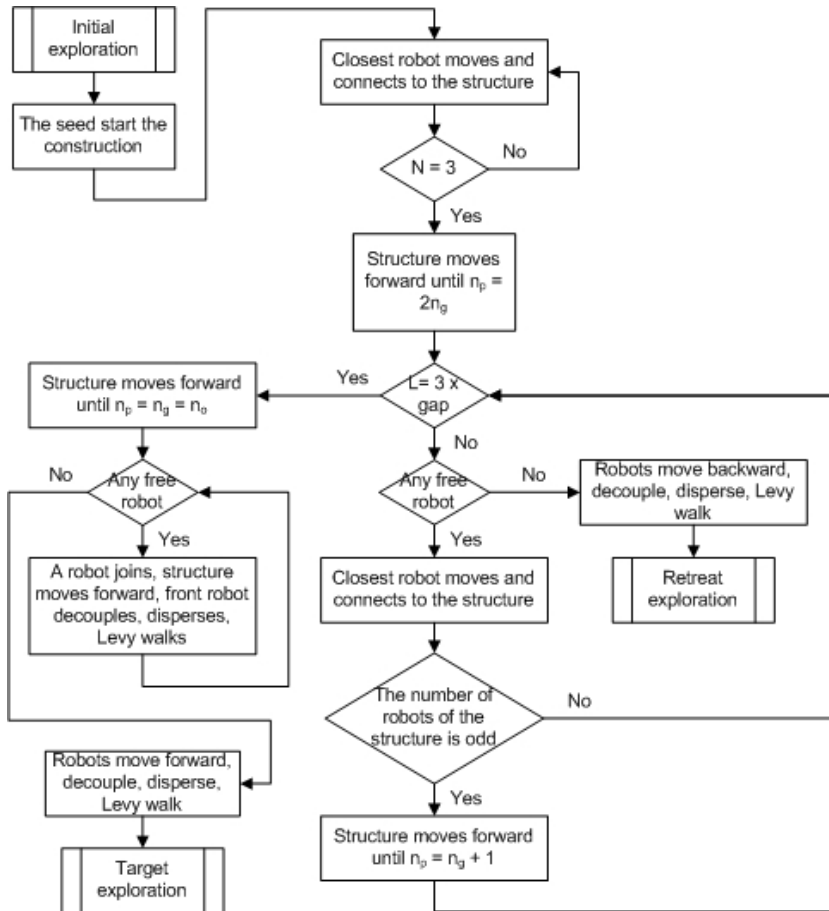 Initial
exploration
The seed start the
construction
Closest robot moves and
connects to the structure
N = 3
No
Yes
Structure moves
forward until nₚ =
2n₉
L= 3 x
gap
Yes
No
Structure moves forward
until nₚ = n₉ = nₒ
Any free
robot
No
Yes
A robot joins, structure
moves forward, front robot
decouples, disperses,
Levy walks
Robots move forward,
decouple, disperse,
Levy walk
Target
exploration
Any free
robot
No
Yes
Robots move backward,
decouple, disperse, Levy
walk
Retreat
exploration
Closest robot moves and
connects to the structure
The number of
robots of the
structure is odd
No
Yes
Structure moves forward
until nₚ = n₉ + 1